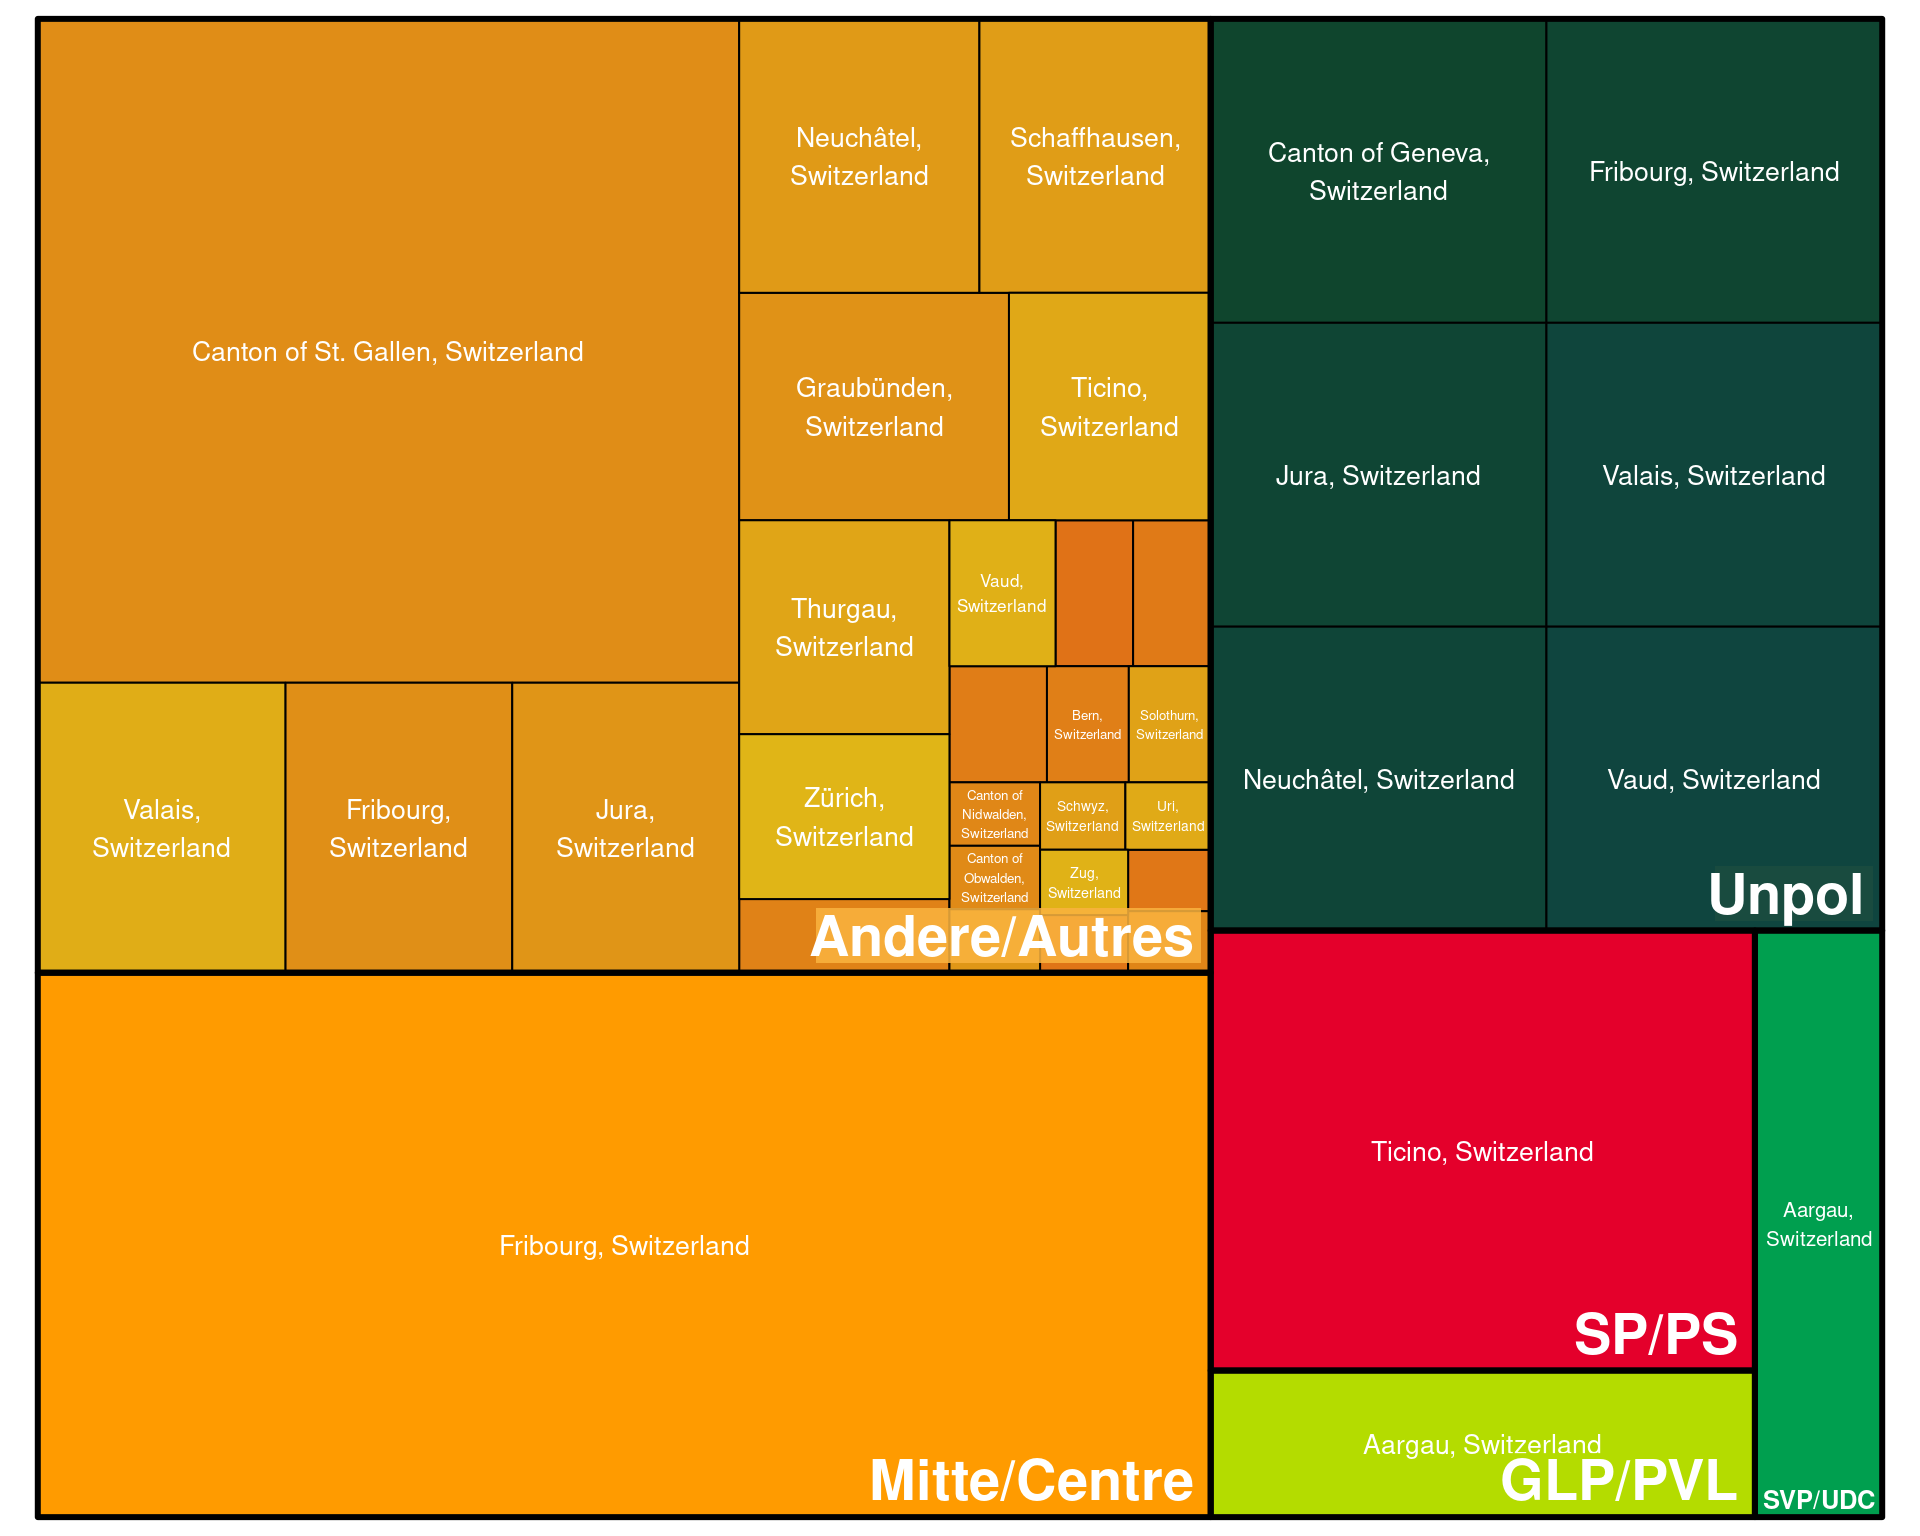 Canton of St. Gallen, Switzerland
Neuchâtel,
Switzerland
Schaffhausen,
Switzerland
Graubünden,
Switzerland
Ticino,
Switzerland
Thurgau,
Switzerland
Vaud,
Switzerland
Bern,
Switzerland
Solothurn,
Switzerland
Valais,
Switzerland
Fribourg,
Switzerland
Jura,
Switzerland
Zürich,
Switzerland
Canton of
Nidwalden,
Switzerland
Schwyz,
Switzerland
Uri,
Switzerland
Canton of
Obwalden,
Switzerland
Zug,
Switzerland
Andere/Autres
Canton of Geneva,
Switzerland
Fribourg, Switzerland
Jura, Switzerland
Valais, Switzerland
Neuchâtel, Switzerland
Vaud, Switzerland
Unpol
Fribourg, Switzerland
Mitte/Centre
Ticino, Switzerland
SP/PS
Aargau,
Switzerland
SVP/UDC
Aargau, Switzerland
GLP/PVL